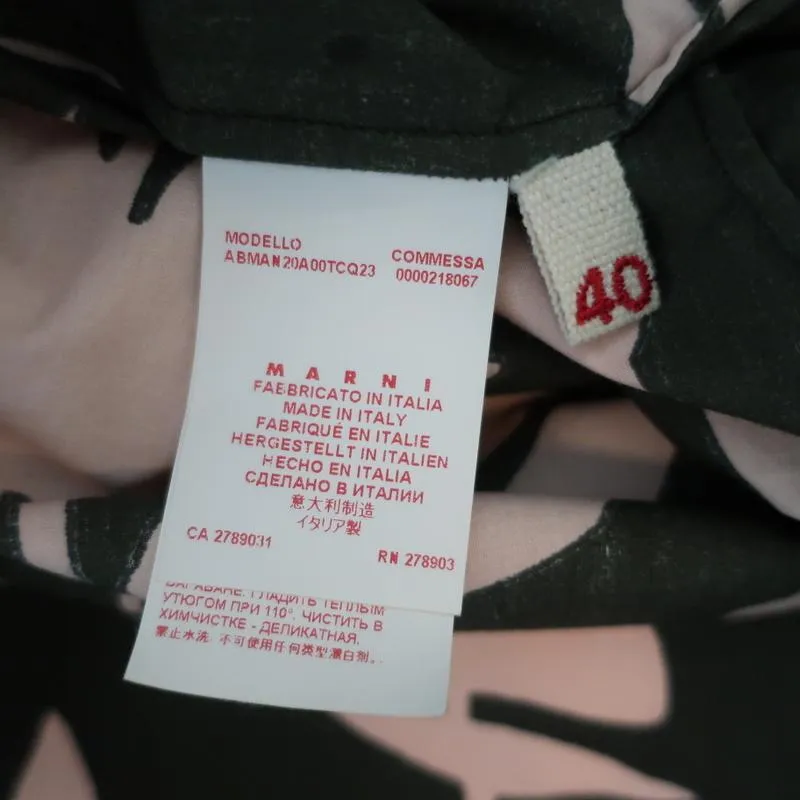 MODELLO
ABMAN20A00TCQ23
COMMESSA
0000218067
40
MARNI
FABBRICATO IN ITALIA
MADE IN ITALY
FABRIQUÉ EN ITALIE
HERGESTELLT IN ITALIEN
HECHO EN ITALIA
СДЕЛАНО В ИТАЛИИ
意大利制造
イタリア製
CA 2789031
RN 278903
ГЛАДИТЬ ТЕПЛЫМ
УТЮГОМ ПРИ 110°. ЧИСТИТЬ В
ХИМЧИСТКЕ - ДЕЛИКАТНАЯ.
禁止水洗. 不可使用任何类型漂白剂。